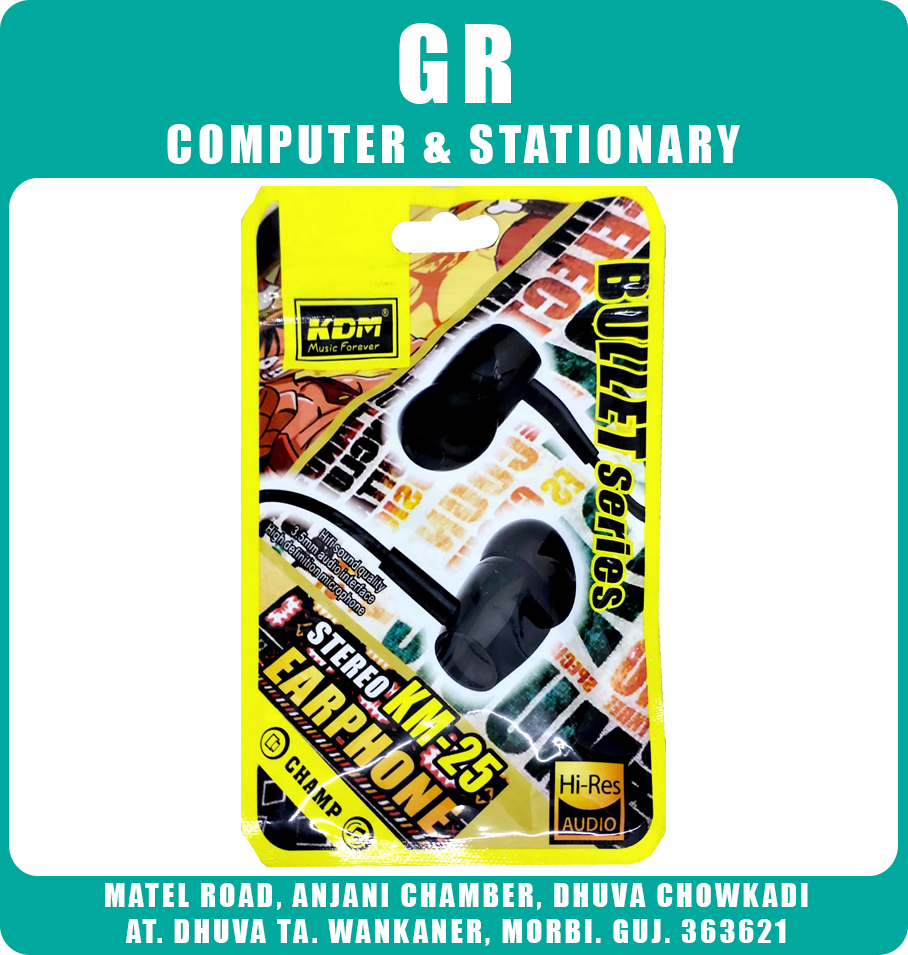 GR
COMPUTER & STATIONARY
KDM®
Music Forever
BULLET Series
Hifi sound quality
3.5mm audio interface
High definition microphone
STEREO KM-25
EARPHONE
CHAMP
Hi-Res
AUDIO
MATEL ROAD, ANJANI CHAMBER, DHUVA CHOWKADI
AT. DHUVA TA. WANKANER, MORBI. GUJ. 363621